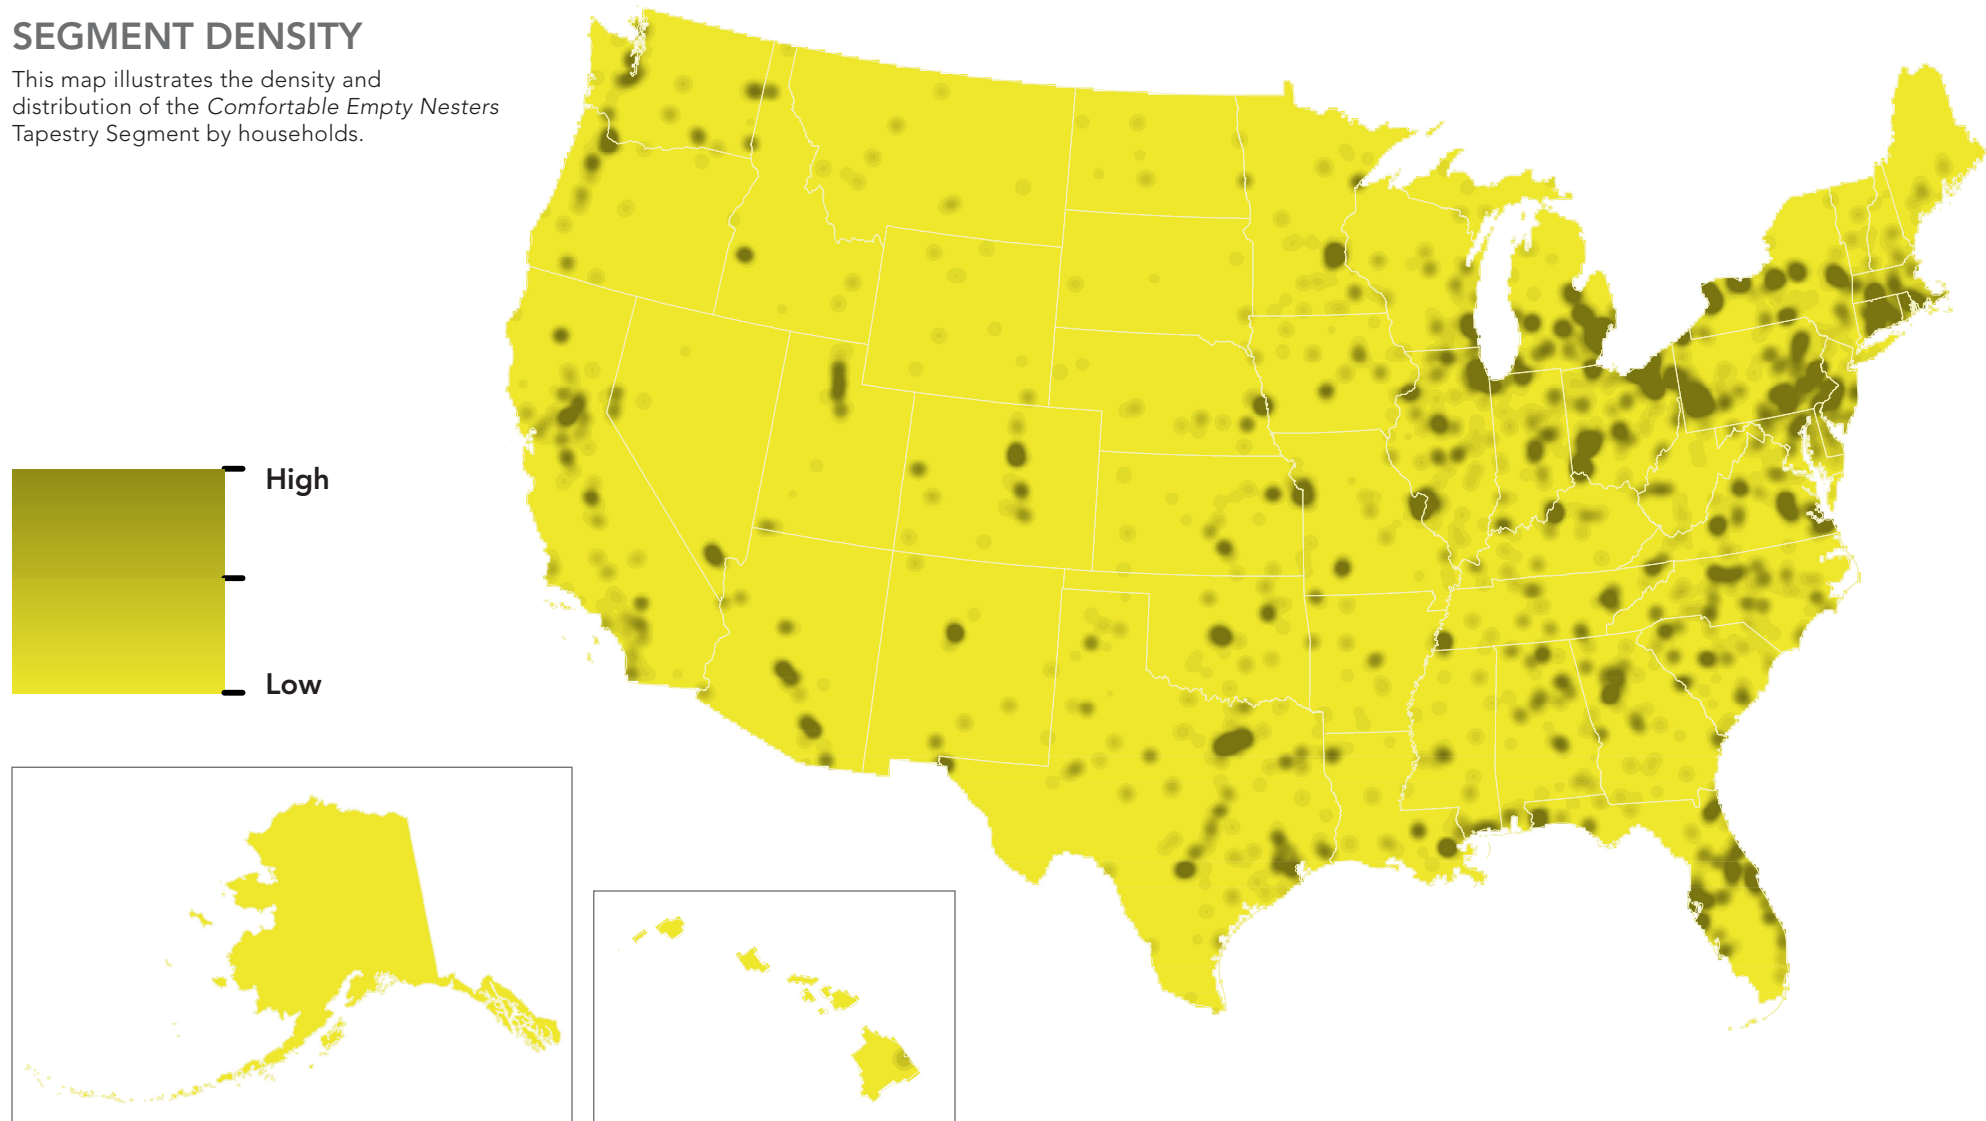 SEGMENT DENSITY
This map illustrates the density and
distribution of the Comfortable Empty Nesters
Tapestry Segment by households.
High
Low